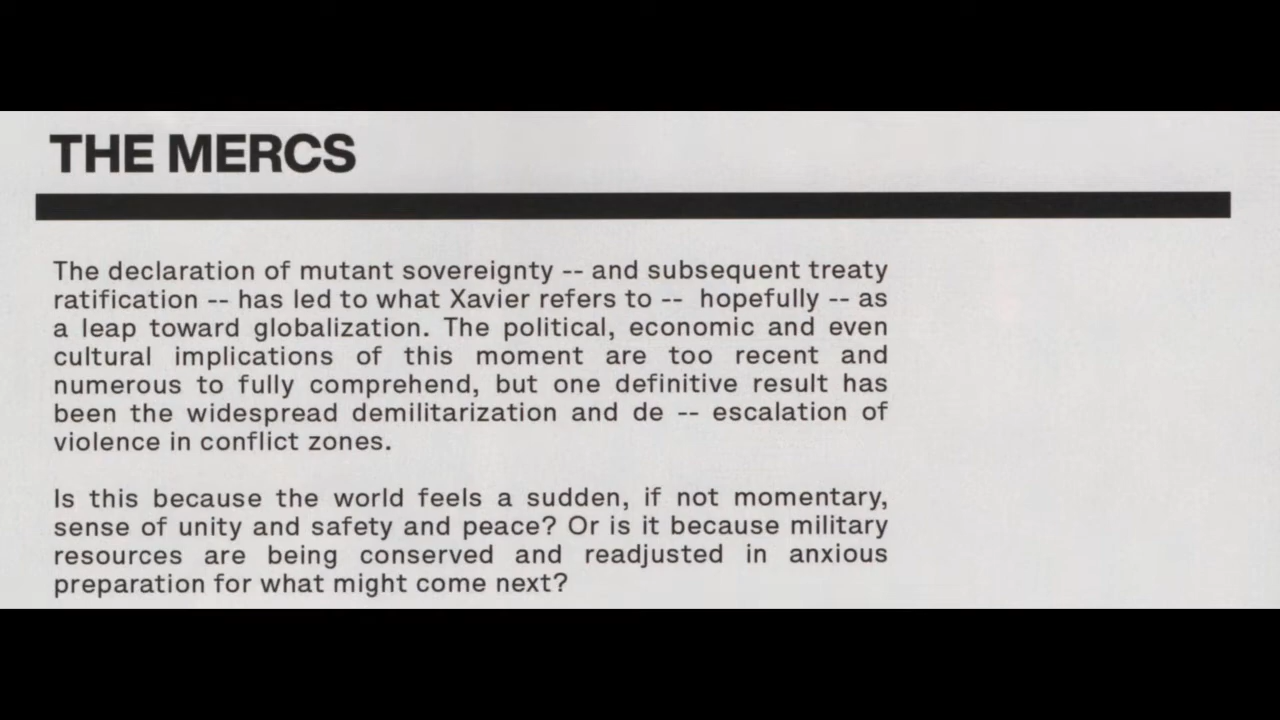 THE MERCS
The declaration of mutant sovereignty -- and subsequent treaty
ratification -- has led to what Xavier refers to --  hopefully -- as
a leap toward globalization. The political, economic and even
cultural implications of this moment are too recent and
numerous to fully comprehend, but one definitive result has
been the widespread demilitarization and de -- escalation of
violence in conflict zones.
Is this because the world feels a sudden, if not momentary,
sense of unity and safety and peace? Or is it because military
resources are being conserved and readjusted in anxious
preparation for what might come next?